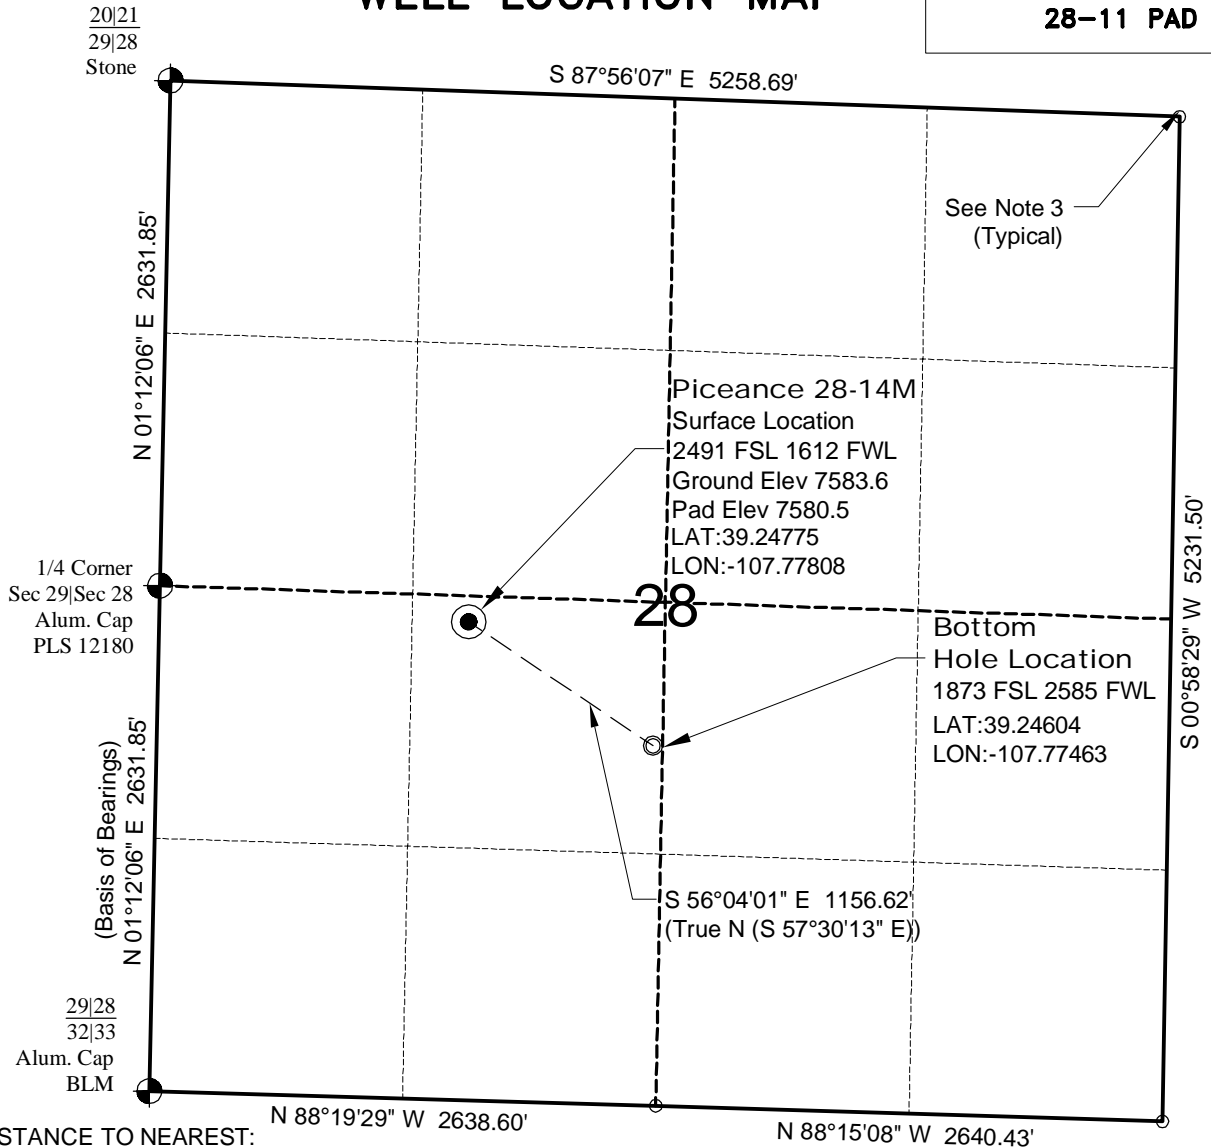 WELL LOCATION MAP
28-11 PAD
20|21
29|28
Stone
S 87°56'07" E 5258.69'
See Note 3
(Typical)
N 01°12'06" E 2631.85'
Piceance 28-14M
Surface Location
2491 FSL 1612 FWL
Ground Elev 7583.6
Pad Elev 7580.5
LAT:39.24775
LON:-107.77808
1/4 Corner
Sec 29|Sec 28
Alum. Cap
PLS 12180
28
S 00°58'29" W 5231.50'
Bottom
Hole Location
1873 FSL 2585 FWL
LAT:39.24604
LON:-107.77463
(Basis of Bearings)
N 01°12'06" E 2631.85'
S 56°04'01" E 1156.62'
(True N (S 57°30'13" E))
29|28
32|33
Alum. Cap
BLM
N 88°19'29" W 2638.60'
N 88°15'08" W 2640.43'
STANCE TO NEAREST: